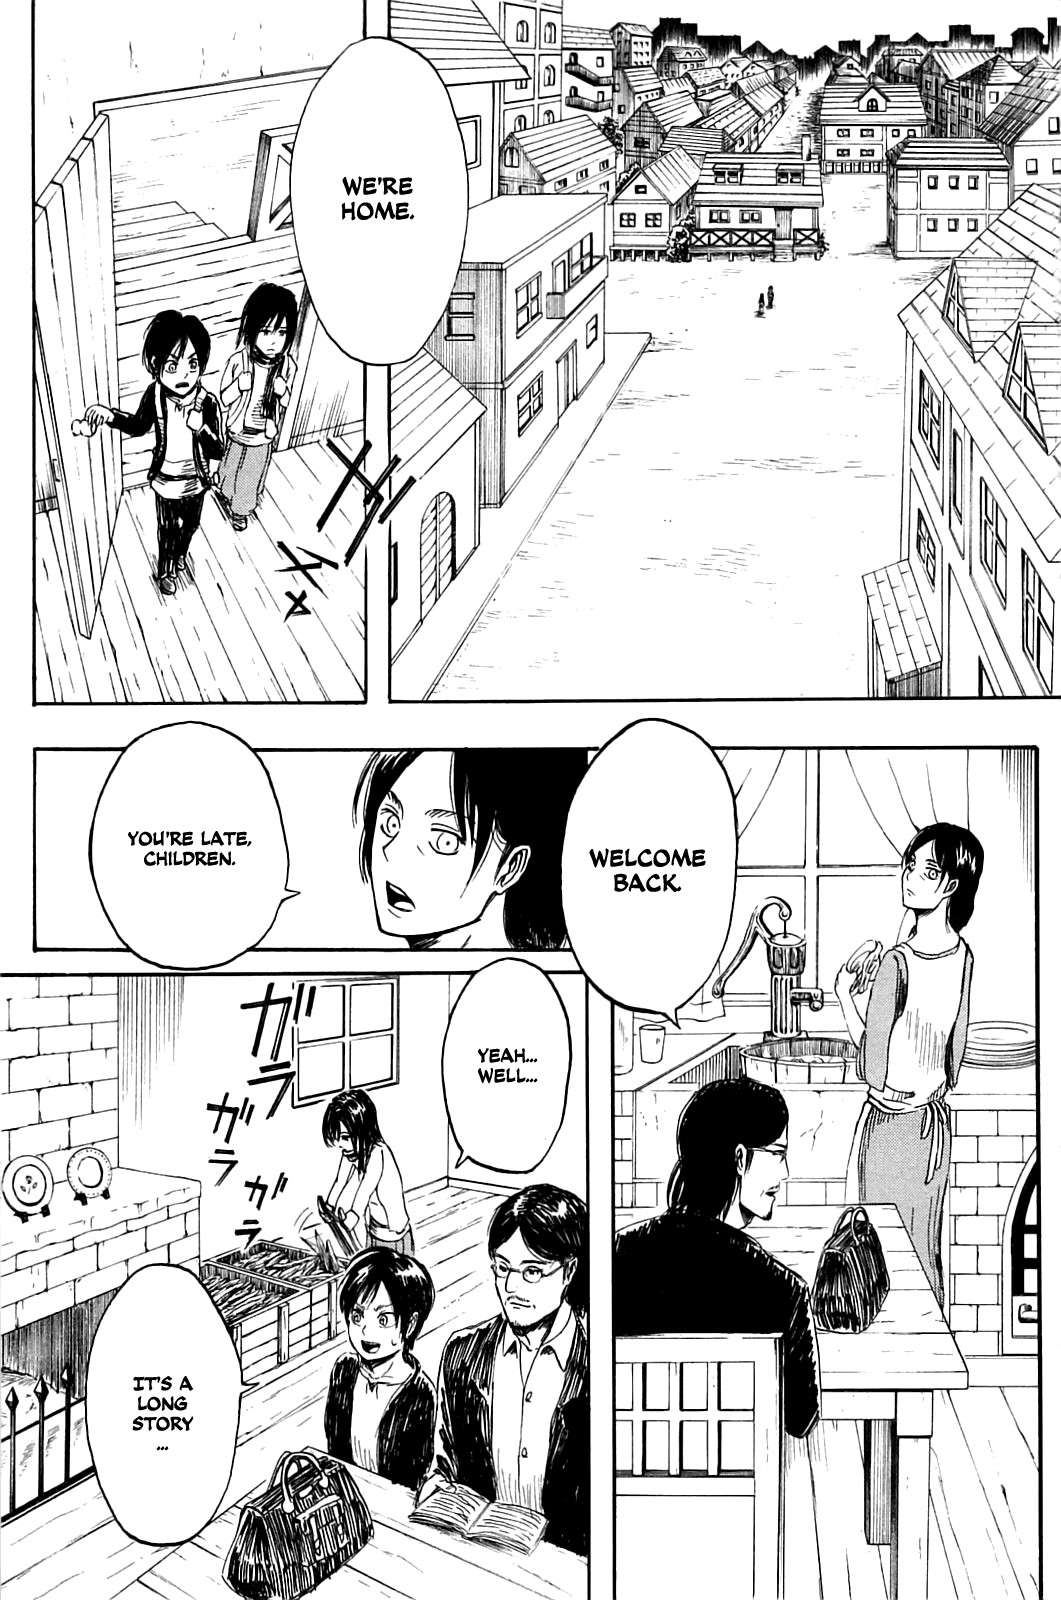 WE'RE
HOME.
ガ
チャ
WELCOME
BACK.
YOU'RE LATE,
CHILDREN.
YEAH...
WELL...
ガ
ラ
ガ
ラ
ガ
ラ
IT'S A
LONG
STORY
...